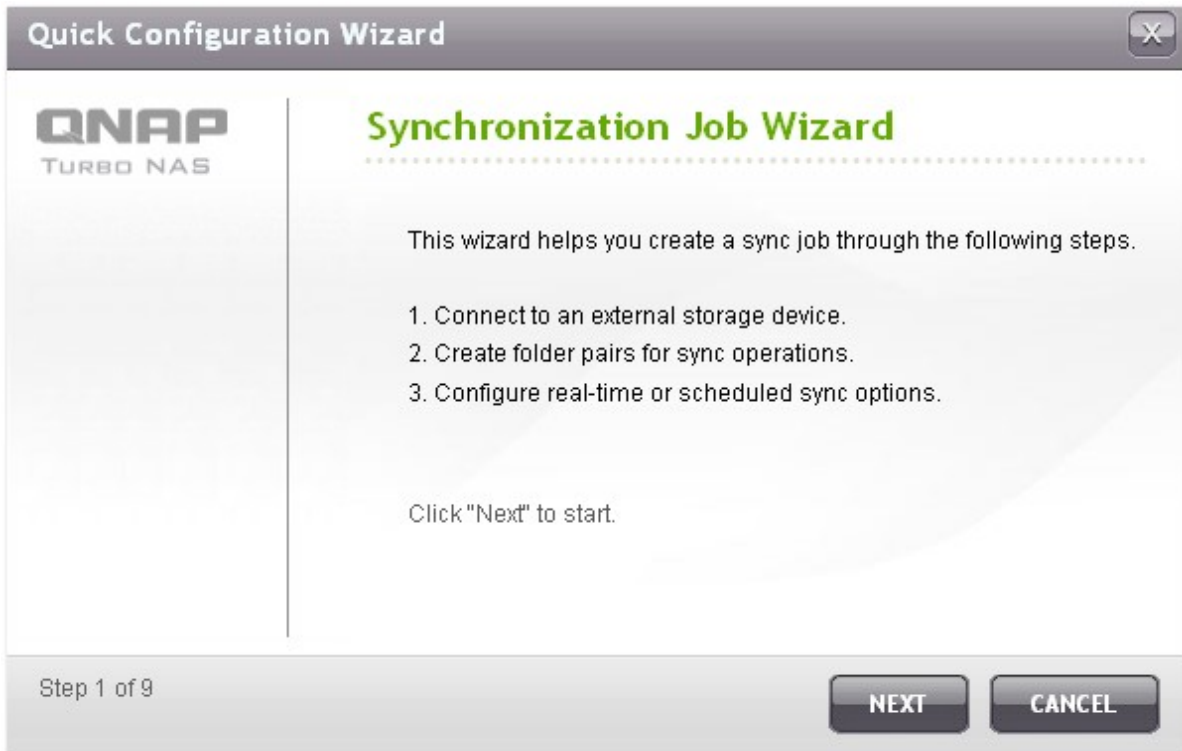 Quick Configuration Wizard
X
QNAP
TURBO NAS
Synchronization Job Wizard
This wizard helps you create a sync job through the following steps.
1. Connect to an external storage device.
2. Create folder pairs for sync operations.
3. Configure real-time or scheduled sync options.
Click "Next" to start.
Step 1 of 9
NEXT
CANCEL